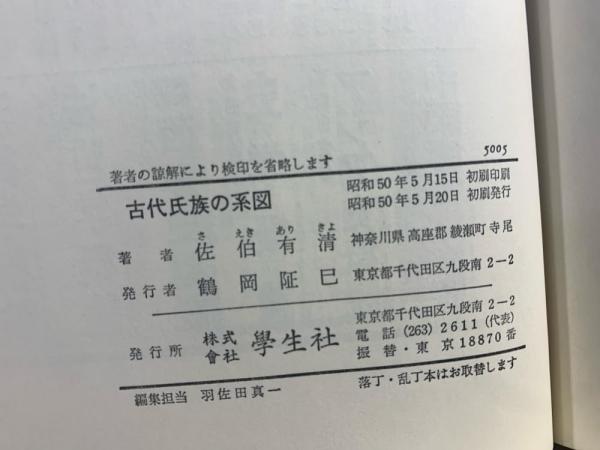 5005
著者の諒解により検印を省略します
古代氏族の系図
昭和50年5月15日 初刷印刷
昭和50年5月20日 初刷発行
さ えき あり きよ
著者 佐伯有清 神奈川県高座郡綾瀬町寺尾
発行者 鶴岡阷巳 東京都千代田区九段南2-2
発行所 株式會社 學生社
東京都千代田区九段南2-2
電話 (263) 2611 (代表)
振替・東京 18870番
編集担当 羽佐田真一
落丁・乱丁本はお取替します